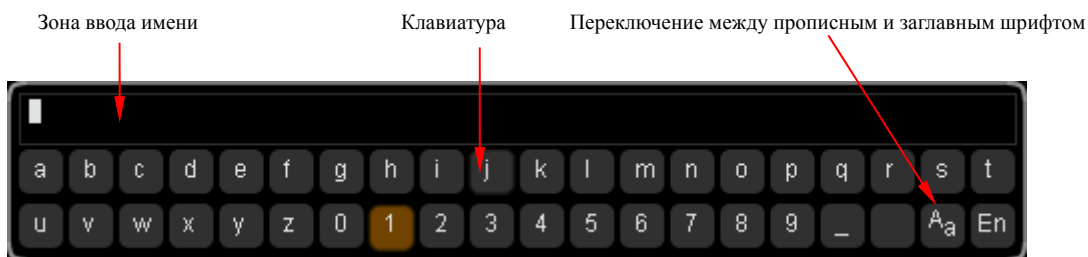 Зона ввода имени Клавиатура Переключение между прописным и заглавным шрифтом
a b c d e f g h i j k l m n o p q r s t
u v w x y z 0 1 2 3 4 5 6 7 8 9 _ Aa En